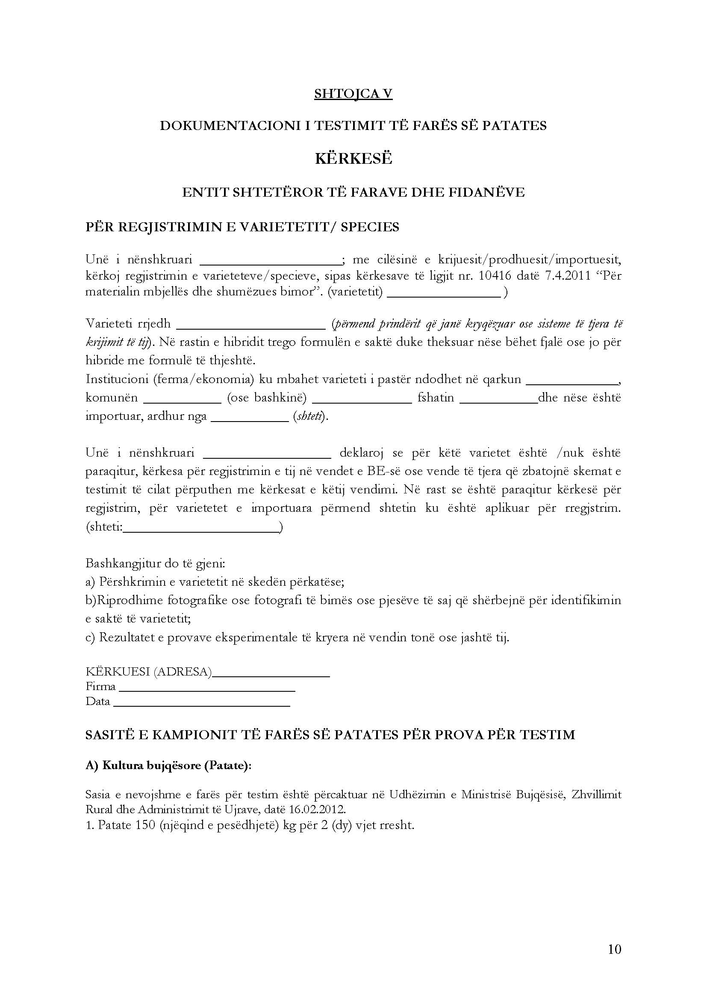 SHTOJCA V
DOKUMENTACIONI I TESTIMIT TË FARËS SË PATATES
KËRKESË
ENTIT SHTETËROR TË FARAVE DHE FIDANËVE
PËR REGJISTRIMIN E VARIETETIT/ SPECIES
Unë i nënshkruari ____________________; me cilësinë e krijuesit/prodhuesit/importuesit,
kërkoj regjistrimin e varieteteve/specieve, sipas kërkesave të ligjit nr. 10416 datë 7.4.2011 “Për
materialin mbjellës dhe shumëzues bimor”. (varietetit) ________________ )
Varieteti rrjedh _____________________ (përmend prindërit që janë kryqëzuar ose sisteme të tjera të
krijimit të tij). Në rastin e hibridit trego formulën e saktë duke theksuar nëse bëhet fjalë ose jo për
hibride me formulë të thjeshtë.
Institucioni (ferma/ekonomia) ku mbahet varieteti i pastër ndodhet në qarkun _____________,
komunën ___________ (ose bashkinë) ______________ fshatin ___________dhe nëse është
importuar, ardhur nga ___________ (shteti).
Unë i nënshkruari __________________ deklaroj se për këtë varietet është /nuk është
paraqitur, kërkesa për regjistrimin e tij në vendet e BE-së ose vende të tjera që zbatojnë skemat e
testimit të cilat përputhen me kërkesat e këtij vendimi. Në rast se është paraqitur kërkesë për
regjistrim, për varietetet e importuara përmend shtetin ku është aplikuar për rregjstrim.
(shteti:______________________)
Bashkangjitur do të gjeni:
a) Përshkrimin e varietetit në skedën përkatëse;
b)Riprodhime fotografike ose fotografi të bimës ose pjesëve të saj që shërbejnë për identifikimin
e saktë të varietetit;
c) Rezultatet e provave eksperimentale të kryera në vendin tonë ose jashtë tij.
KËRKUESI (ADRESA)__________________
Firma ___________________________
Data ___________________________
SASITË E KAMPIONIT TË FARËS SË PATATES PËR PROVA PËR TESTIM
A) Kultura bujqësore (Patate):
Sasia e nevojshme e farës për testim është përcaktuar në Udhëzimin e Ministrisë Bujqësisë, Zhvillimit
Rural dhe Administrimit të Ujrave, datë 16.02.2012.
1. Patate 150 (njëqind e pesëdhjetë) kg për 2 (dy) vjet rresht.
10